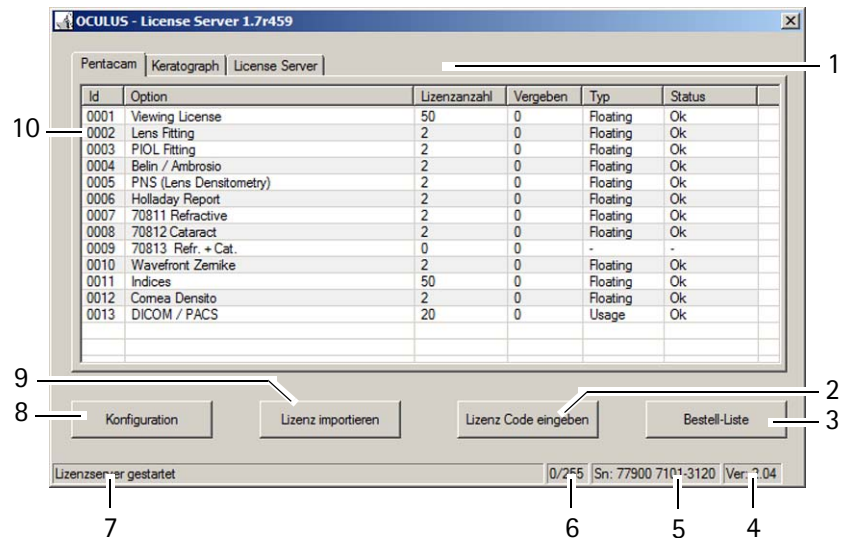 OCULUS - License Server 1.7r459
Pentacam Keratograph License Server
1
Id Option Lizenzanzahl Vergeben Typ Status
0001 Viewing License 50 0 Floating Ok
10
0002 Lens Fitting 2 0 Floating Ok
0003 PIOL Fitting 2 0 Floating Ok
0004 Belin / Ambrosio 2 0 Floating Ok
0005 PNS (Lens Densitometry) 2 0 Floating Ok
0006 Holladay Report 2 0 Floating Ok
0007 70811 Refractive 2 0 Floating Ok
0008 70812 Cataract 2 0 Floating Ok
0009 70813 Refr. + Cat. 0 0 - -
0010 Wavefront Zernike 2 0 Floating Ok
0011 Indices 50 0 Floating Ok
0012 Cornea Densito 2 0 Floating Ok
0013 DICOM / PACS 20 0 Usage Ok
9
2
8
Konfiguration Lizenz importieren Lizenz Code eingeben Bestell-Liste
3
Lizenzserver gestartet 0/255 Sn: 77900 7101-3120 Ver: 2.04
7 6 5 4